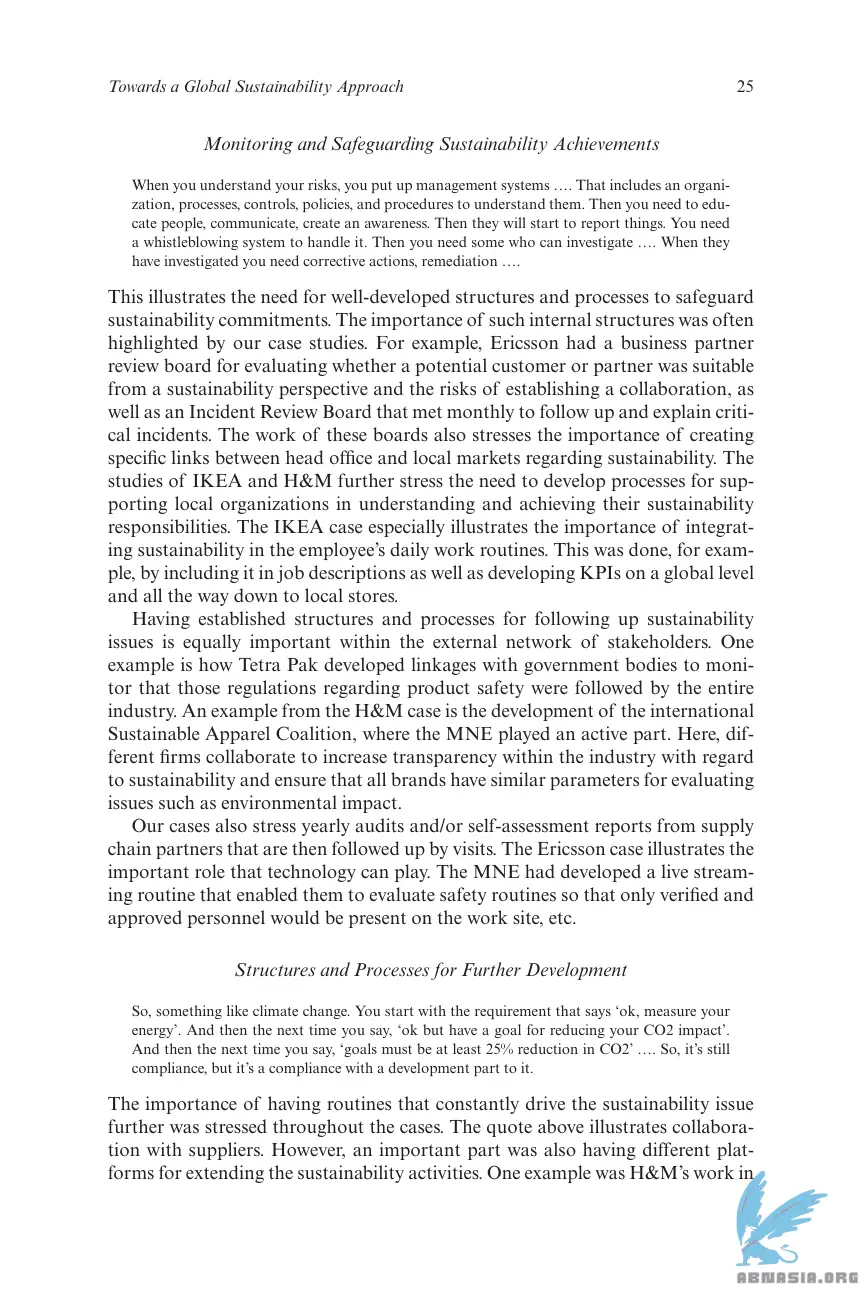 Towards a Global Sustainability Approach 25
Monitoring and Safeguarding Sustainability Achievements
When you understand your risks, you put up management systems …. That includes an organi-
zation, processes, controls, policies, and procedures to understand them. Then you need to edu-
cate people, communicate, create an awareness. Then they will start to report things. You need
a whistleblowing system to handle it. Then you need some who can investigate …. When they
have investigated you need corrective actions, remediation ….
This illustrates the need for well-developed structures and processes to safeguard
sustainability commitments. The importance of such internal structures was often
highlighted by our case studies. For example, Ericsson had a business partner
review board for evaluating whether a potential customer or partner was suitable
from a sustainability perspective and the risks of establishing a collaboration, as
well as an Incident Review Board that met monthly to follow up and explain criti-
cal incidents. The work of these boards also stresses the importance of creating
specific links between head office and local markets regarding sustainability. The
studies of IKEA and H&M further stress the need to develop processes for sup-
porting local organizations in understanding and achieving their sustainability
responsibilities. The IKEA case especially illustrates the importance of integrat-
ing sustainability in the employee's daily work routines. This was done, for exam-
ple, by including it in job descriptions as well as developing KPIs on a global level
and all the way down to local stores.
Having established structures and processes for following up sustainability
issues is equally important within the external network of stakeholders. One
example is how Tetra Pak developed linkages with government bodies to moni-
tor that those regulations regarding product safety were followed by the entire
industry. An example from the H&M case is the development of the international
Sustainable Apparel Coalition, where the MNE played an active part. Here, dif-
ferent firms collaborate to increase transparency within the industry with regard
to sustainability and ensure that all brands have similar parameters for evaluating
issues such as environmental impact.
Our cases also stress yearly audits and/or self-assessment reports from supply
chain partners that are then followed up by visits. The Ericsson case illustrates the
important role that technology can play. The MNE had developed a live stream-
ing routine that enabled them to evaluate safety routines so that only verified and
approved personnel would be present on the work site, etc.
Structures and Processes for Further Development
So, something like climate change. You start with the requirement that says 'ok, measure your
energy'. And then the next time you say, 'ok but have a goal for reducing your CO2 impact'.
And then the next time you say, 'goals must be at least 25% reduction in CO2' …. So, it's still
compliance, but it's a compliance with a development part to it.
The importance of having routines that constantly drive the sustainability issue
further was stressed throughout the cases. The quote above illustrates collabora-
tion with suppliers. However, an important part was also having different plat-
forms for extending the sustainability activities. One example was H&M's work in
ABNASIA.ORG